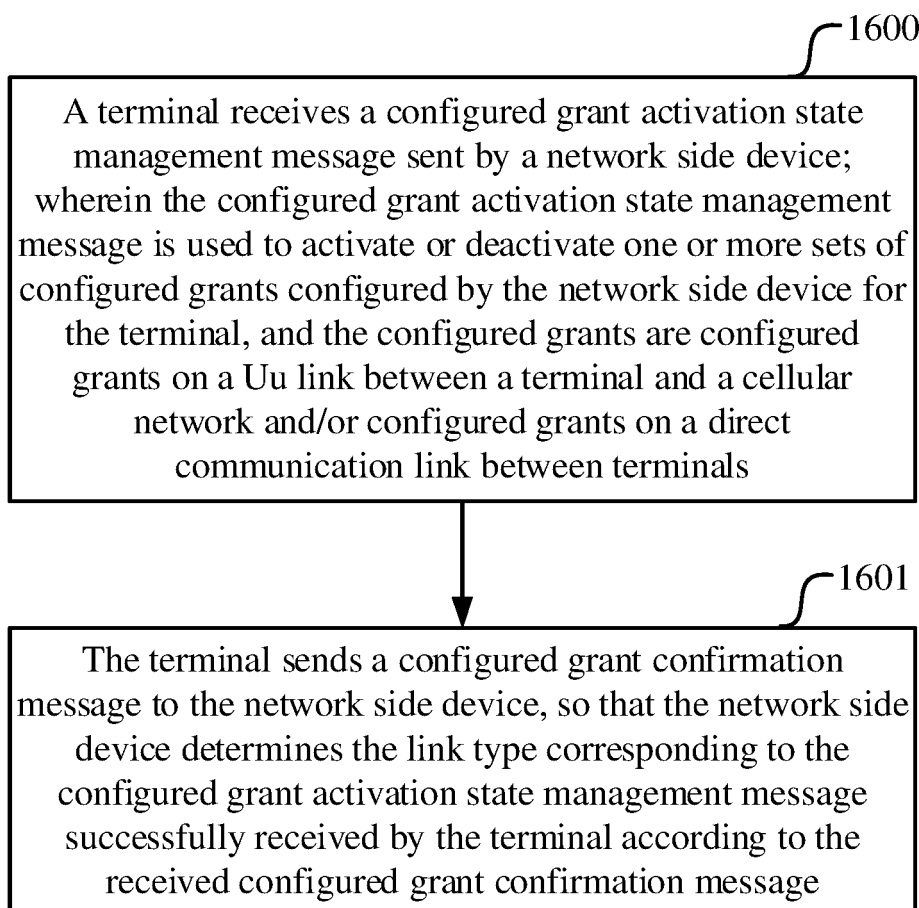 1600
A terminal receives a configured grant activation state
management message sent by a network side device;
wherein the configured grant activation state management
message is used to activate or deactivate one or more sets of
configured grants configured by the network side device for
the terminal, and the configured grants are configured
grants on a Uu link between a terminal and a cellular
network and/or configured grants on a direct
communication link between terminals
1601
The terminal sends a configured grant confirmation
message to the network side device, so that the network side
device determines the link type corresponding to the
configured grant activation state management message
successfully received by the terminal according to the
received configured grant confirmation message